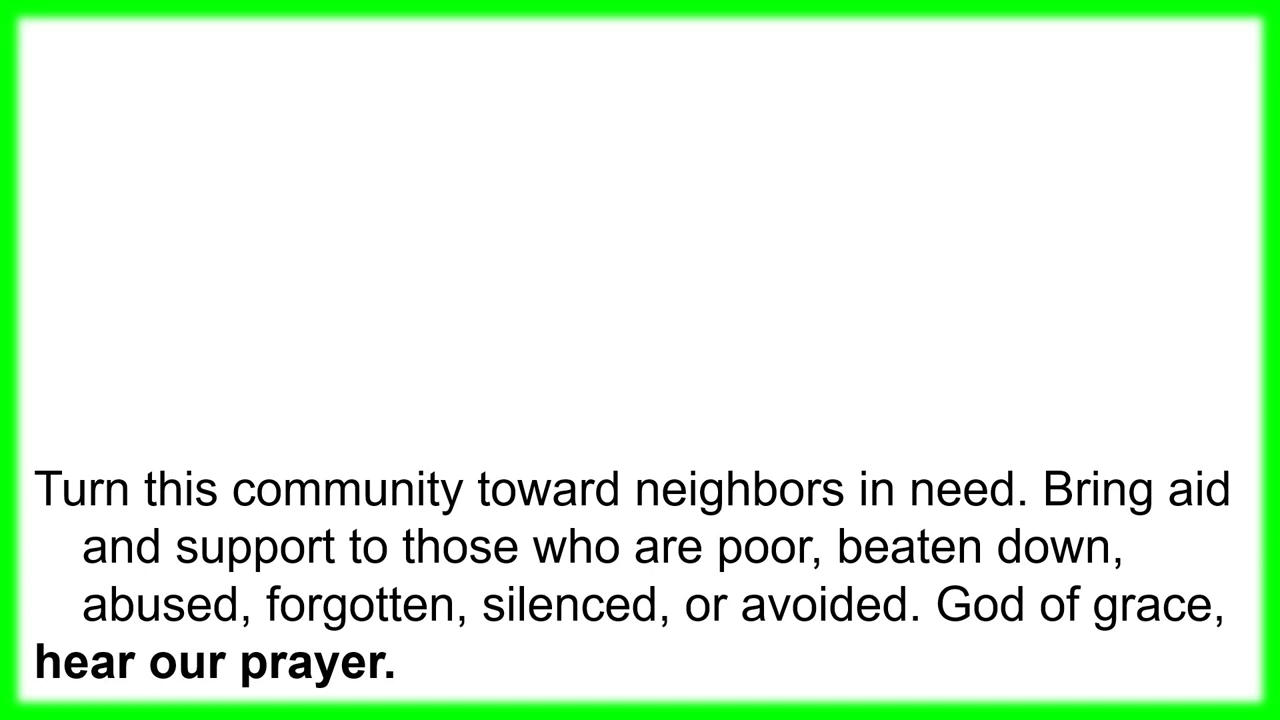 Turn this community toward neighbors in need. Bring aid
and support to those who are poor, beaten down,
abused, forgotten, silenced, or avoided. God of grace,
hear our prayer.